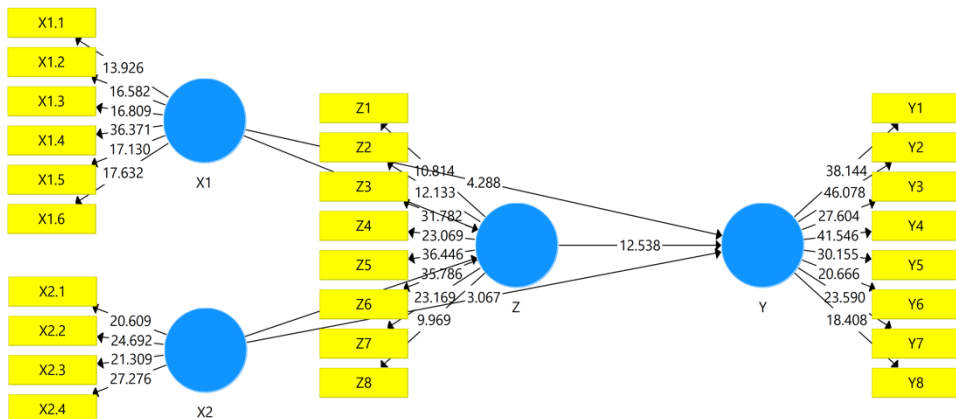 X1.1
X1.2
X1.3
X1.4
X1.5
X1.6
13.926
16.582
16.809
36.371
17.130
17.632
X1
X2.1
X2.2
X2.3
X2.4
20.609
24.692
21.309
27.276
X2
Z1
Z2
Z3
Z4
Z5
Z6
Z7
Z8
10.814
12.133
31.782
23.069
36.446
35.786
23.169
9.969
Z
4.288
12.538
3.067
Y
38.144
46.078
27.604
41.546
30.155
20.666
23.590
18.408
Y1
Y2
Y3
Y4
Y5
Y6
Y7
Y8